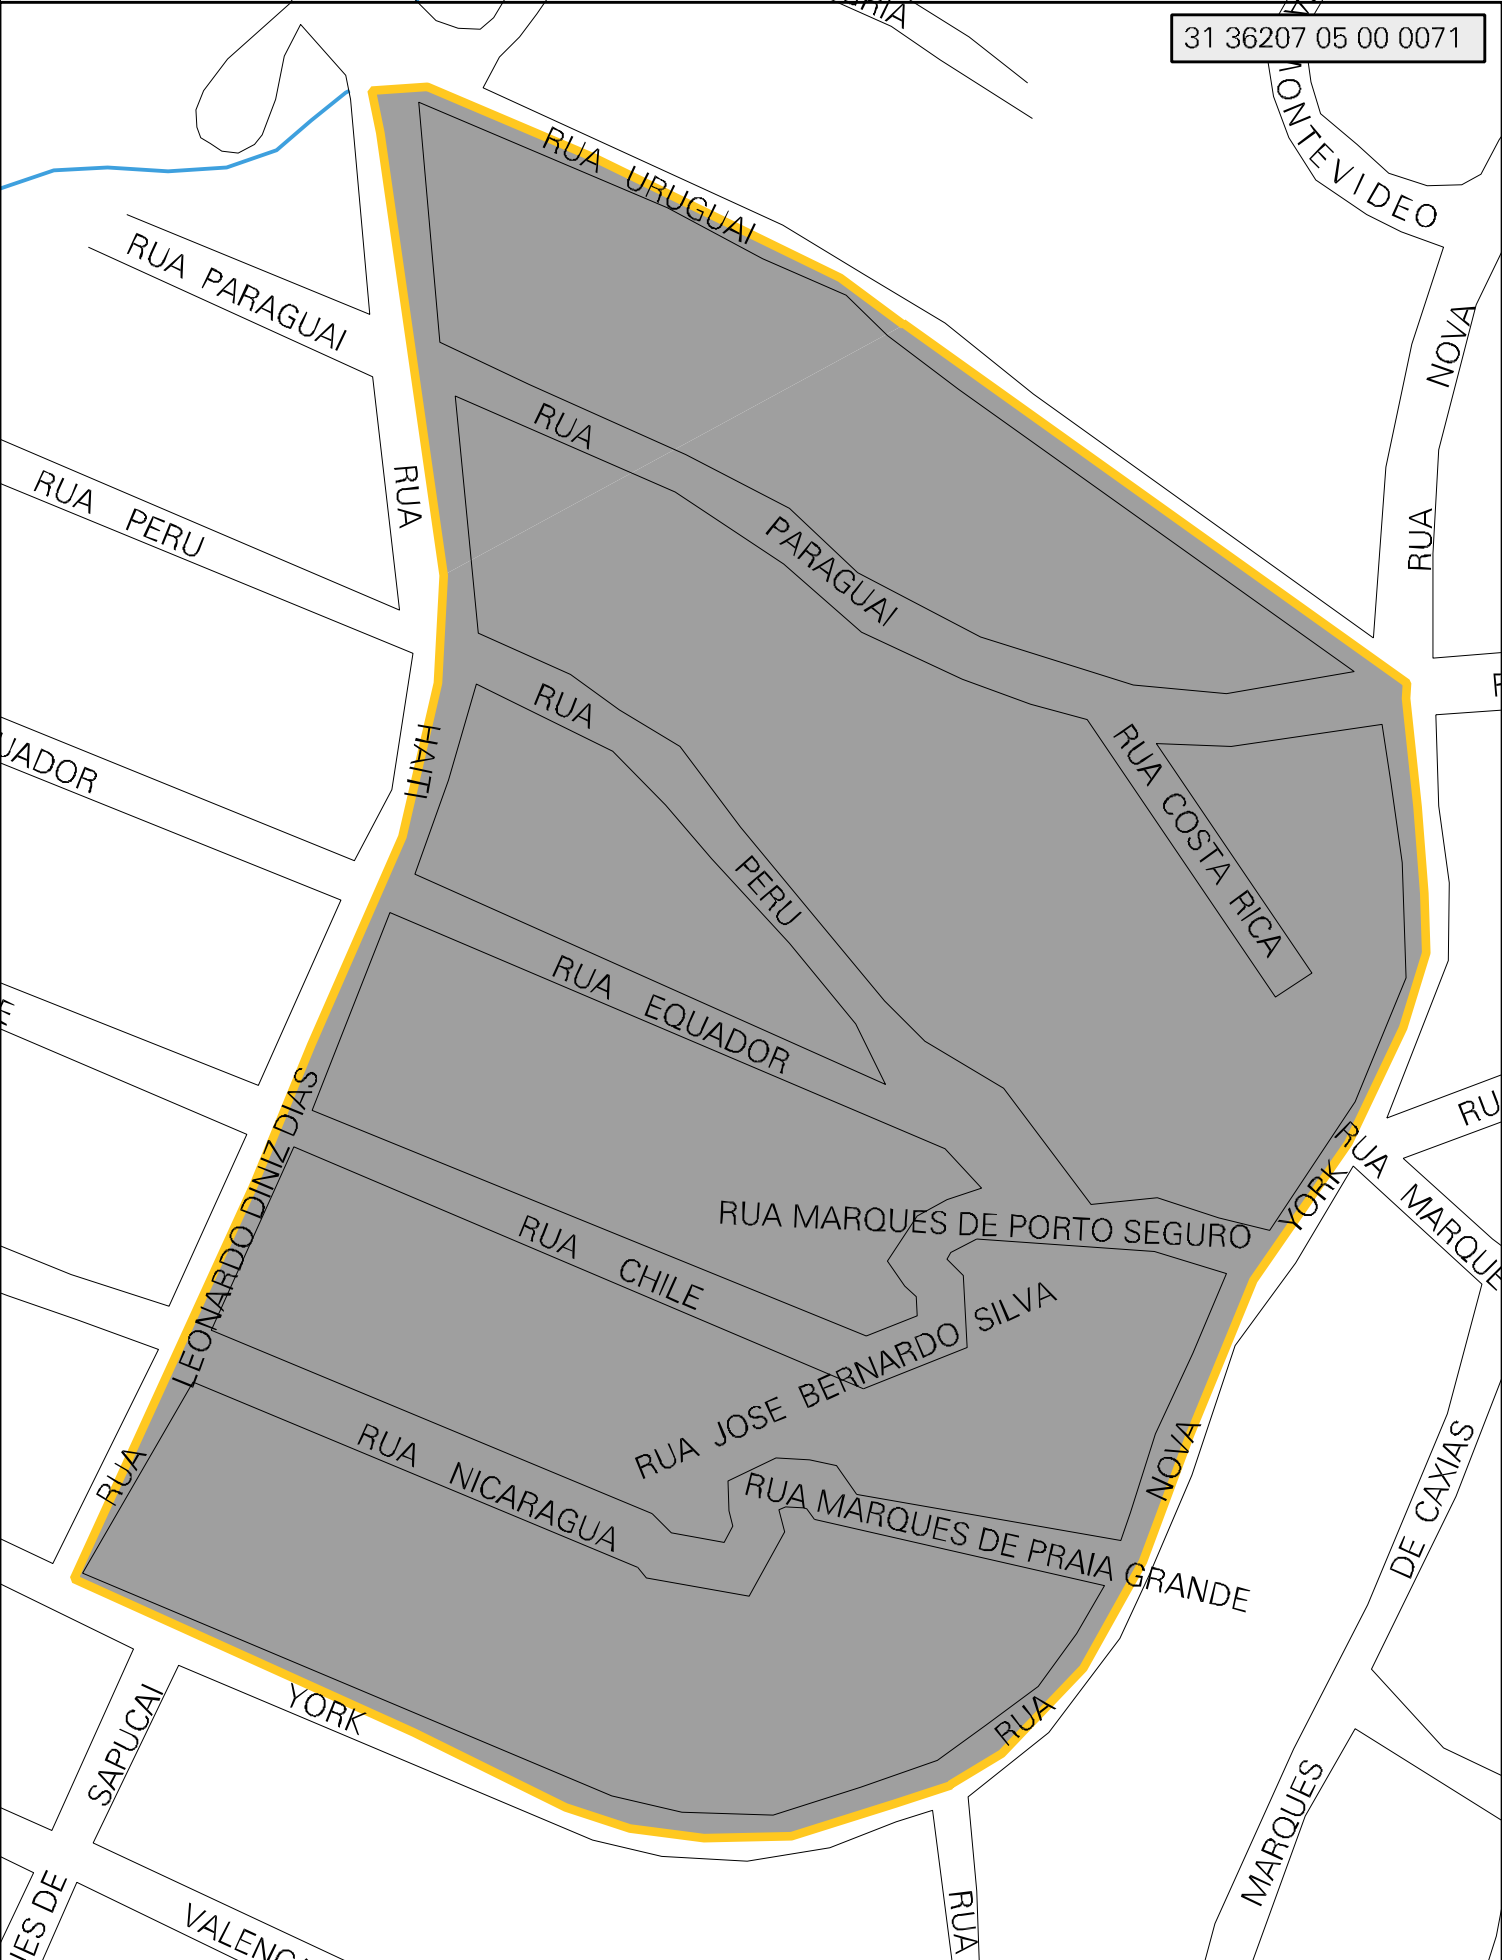 31 36207 05 00 0071
MONTEVIDEO
RUA URUGUAI
RUA PARAGUAI
RUA NOVA
RUA PERU
RUA HAITI
RUA PARAGUAI
RUA PERU
RUA COSTA RICA
RUA EQUADOR
RUA LEONARDO DINIZ DIAS
RUA MARQUES DE PORTO SEGURO
RUA CHILE
RUA JOSE BERNARDO SILVA
RUA NICARAGUA
RUA MARQUES DE PRAIA GRANDE
RUA NOVA YORK
YORK
SAPUCAI
MARQUES DE CAXIAS
RUA
RUA